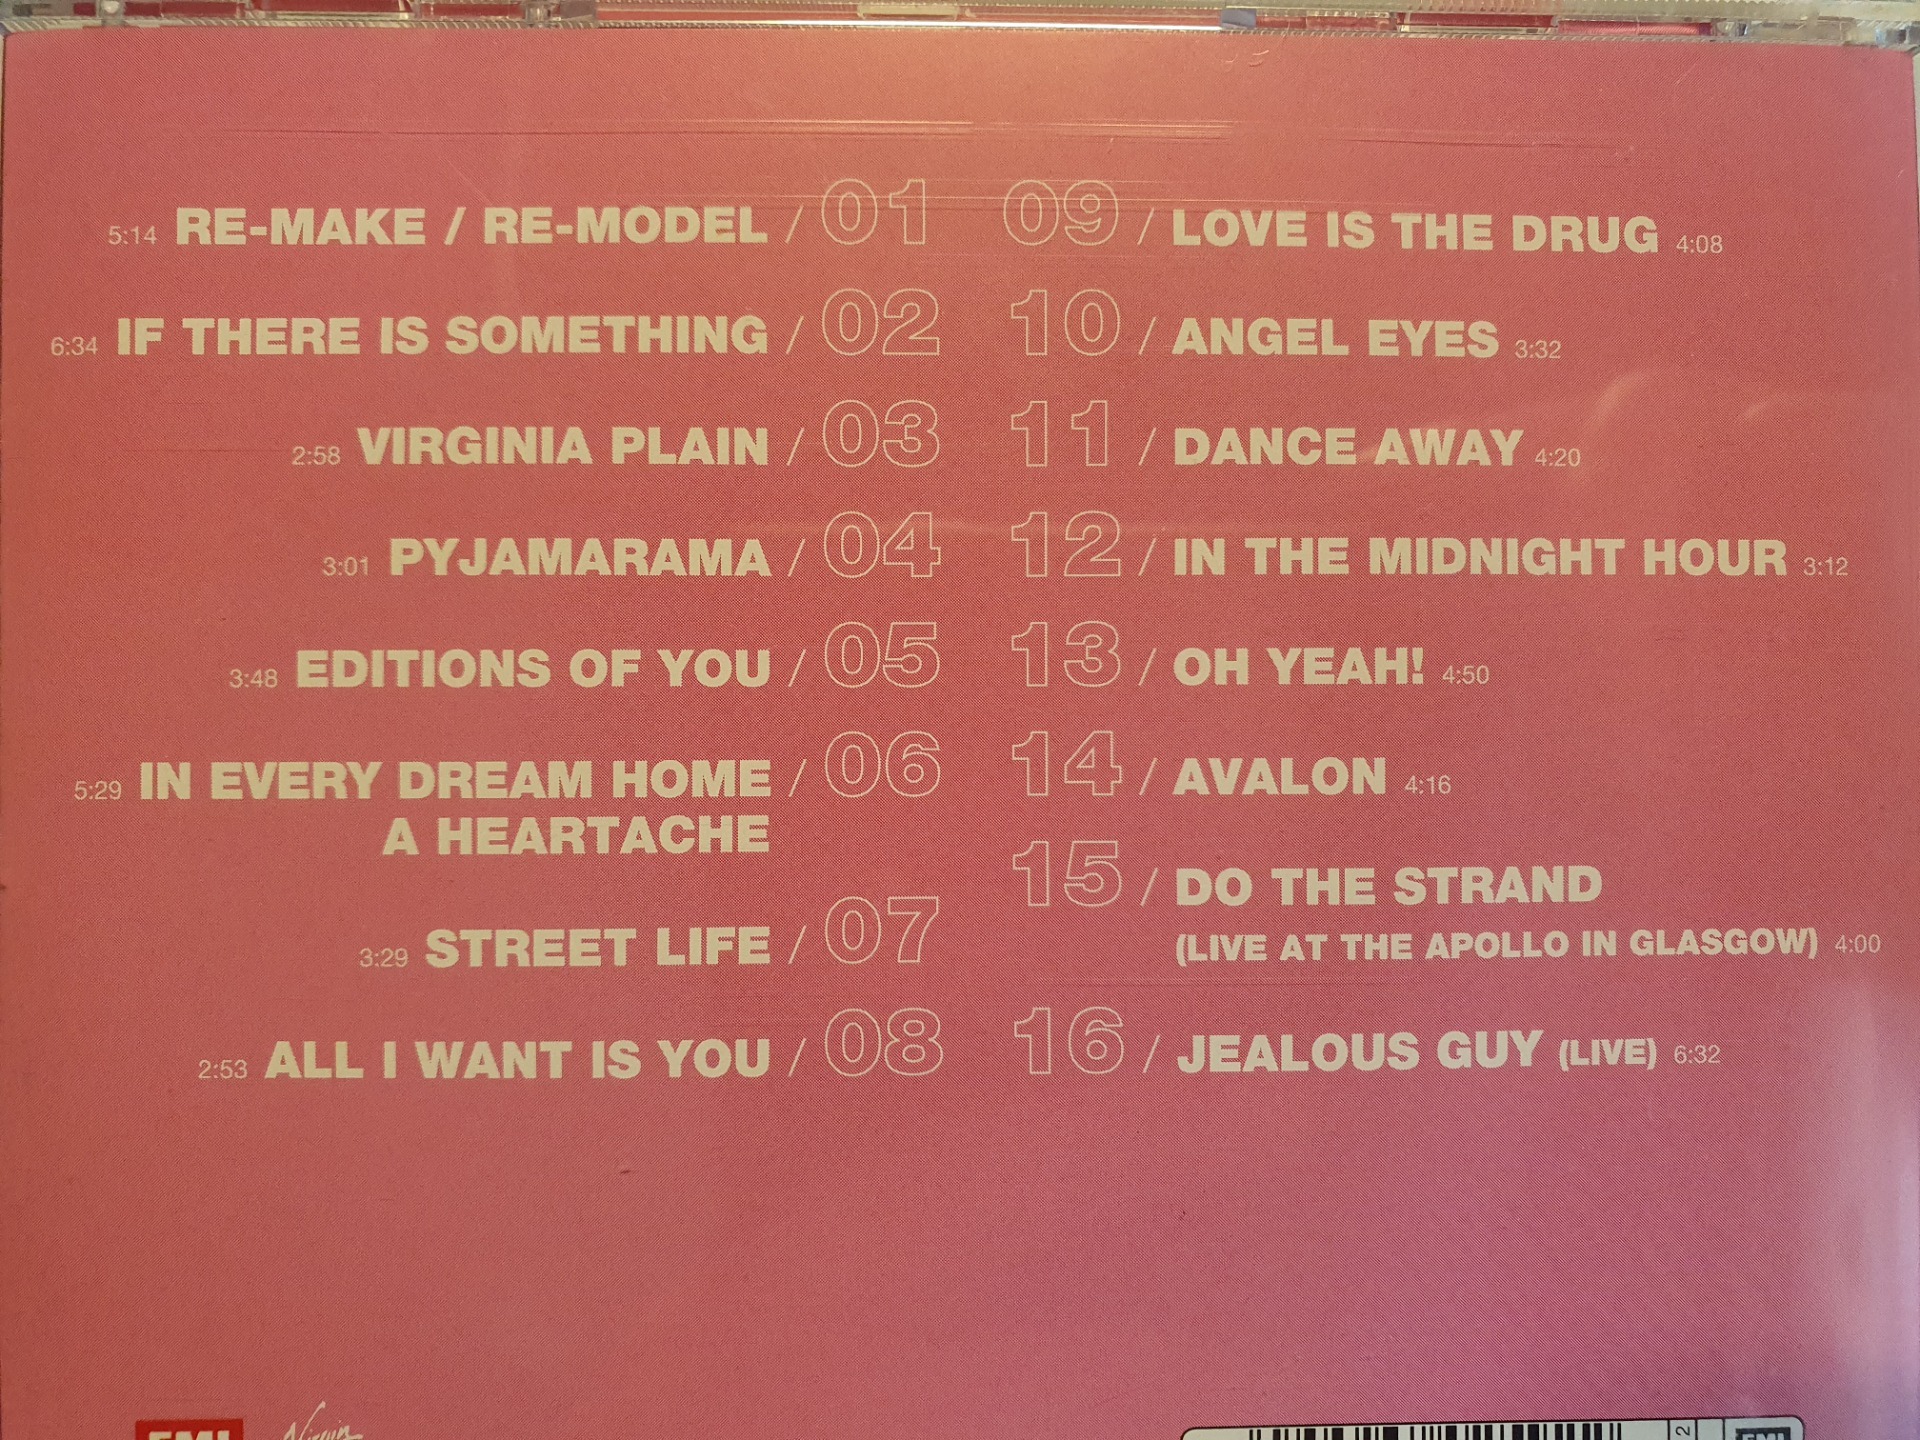 5:14 RE-MAKE / RE-MODEL / 01
6:34 IF THERE IS SOMETHING / 02
2:58 VIRGINIA PLAIN / 03
3:01 PYJAMARAMA / 04
3:48 EDITIONS OF YOU / 05
5:29 IN EVERY DREAM HOME / 06
A HEARTACHE
3:29 STREET LIFE / 07
2:53 ALL I WANT IS YOU / 08
09 / LOVE IS THE DRUG 4:08
10 / ANGEL EYES 3:32
11 / DANCE AWAY 4:20
12 / IN THE MIDNIGHT HOUR 3:12
13 / OH YEAH! 4:50
14 / AVALON 4:16
15 / DO THE STRAND
(LIVE AT THE APOLLO IN GLASGOW) 4:00
16 / JEALOUS GUY (LIVE) 6:32
EMI
Virgin
2
EMI